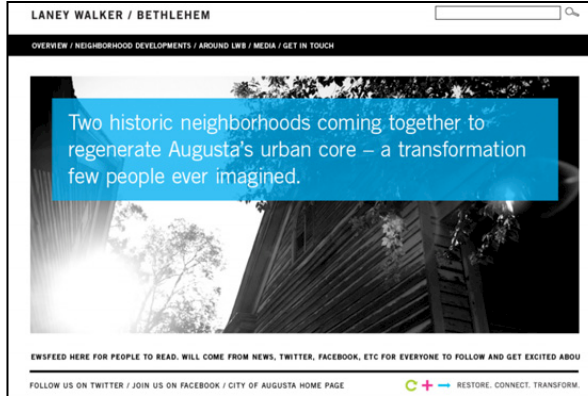 LANEY WALKER / BETHLEHEM
OVERVIEW / NEIGHBORHOOD DEVELOPMENTS / AROUND LWB / MEDIA / GET IN TOUCH
Two historic neighborhoods coming together to
regenerate Augusta's urban core – a transformation
few people ever imagined.
EWSFEED HERE FOR PEOPLE TO READ. WILL COME FROM NEWS, TWITTER, FACEBOOK, ETC FOR EVERYONE TO FOLLOW AND GET EXCITED ABOU
FOLLOW US ON TWITTER / JOIN US ON FACEBOOK / CITY OF AUGUSTA HOME PAGE
RESTORE. CONNECT. TRANSFORM.